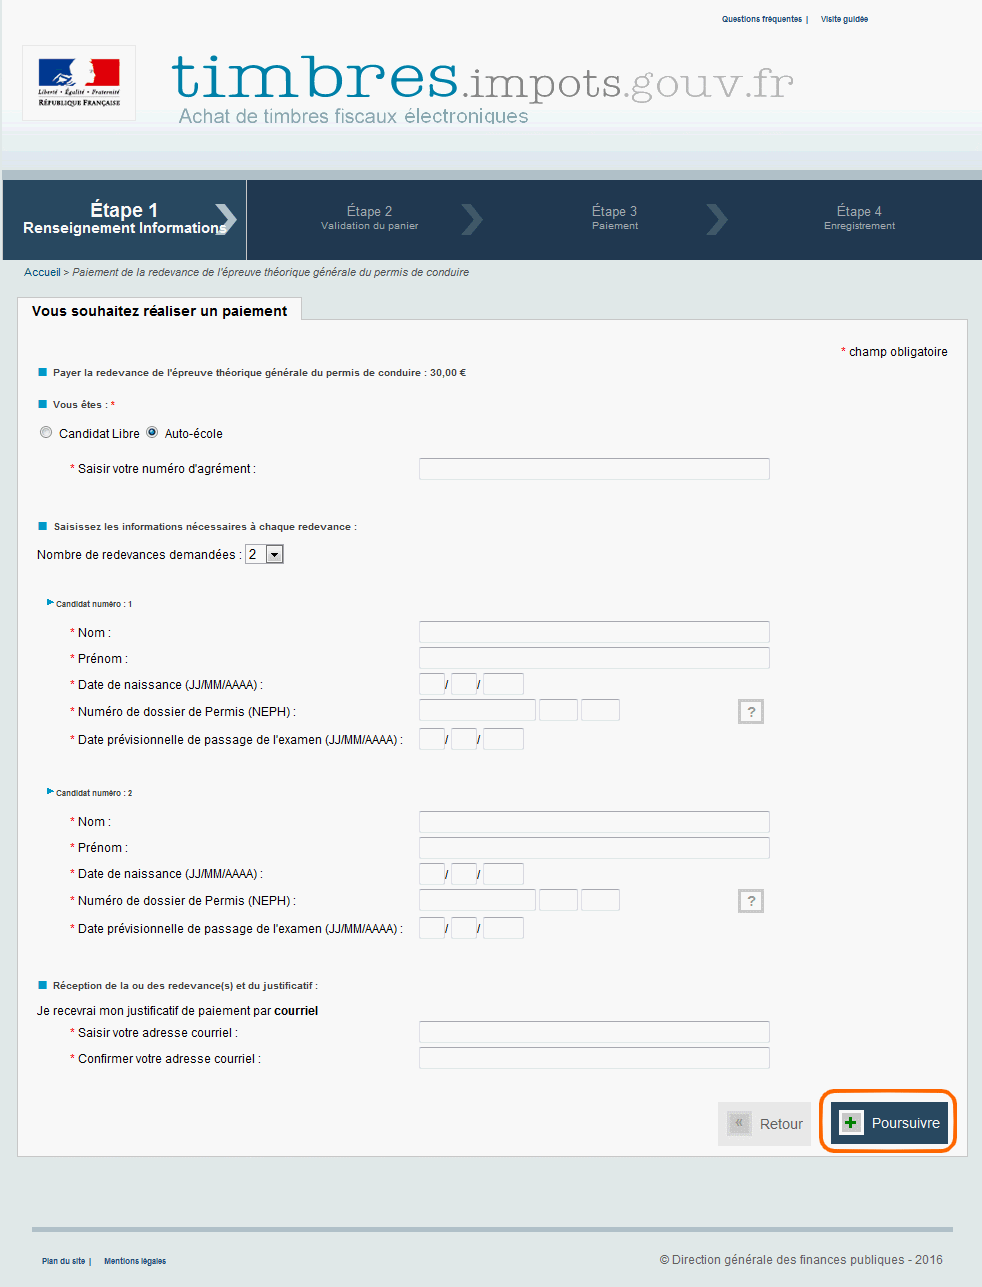 Questions fréquentes | Visite guidée
Liberté • Égalité • Fraternité
RÉPUBLIQUE FRANÇAISE
timbres.impots.gouv.fr
Achat de timbres fiscaux électroniques
Étape 1
Renseignement Informations
Étape 2
Validation du panier
Étape 3
Paiement
Étape 4
Enregistrement
Accueil > Paiement de la redevance de l'épreuve théorique générale du permis de conduire
Vous souhaitez réaliser un paiement
* champ obligatoire
Payer la redevance de l'épreuve théorique générale du permis de conduire : 30,00 €
Vous êtes : *
Candidat Libre Auto-école
* Saisir votre numéro d'agrément :
Saisissez les informations nécessaires à chaque redevance :
Nombre de redevances demandées : 2
Candidat numéro : 1
* Nom :
* Prénom :
* Date de naissance (JJ/MM/AAAA) : / /
* Numéro de dossier de Permis (NEPH) : ?
* Date prévisionnelle de passage de l'examen (JJ/MM/AAAA) : / /
Candidat numéro : 2
* Nom :
* Prénom :
* Date de naissance (JJ/MM/AAAA) : / /
* Numéro de dossier de Permis (NEPH) : ?
* Date prévisionnelle de passage de l'examen (JJ/MM/AAAA) : / /
Réception de la ou des redevance(s) et du justificatif :
Je recevrai mon justificatif de paiement par courriel
* Saisir votre adresse courriel :
* Confirmer votre adresse courriel :
« Retour + Poursuivre
Plan du site | Mentions légales
© Direction générale des finances publiques - 2016